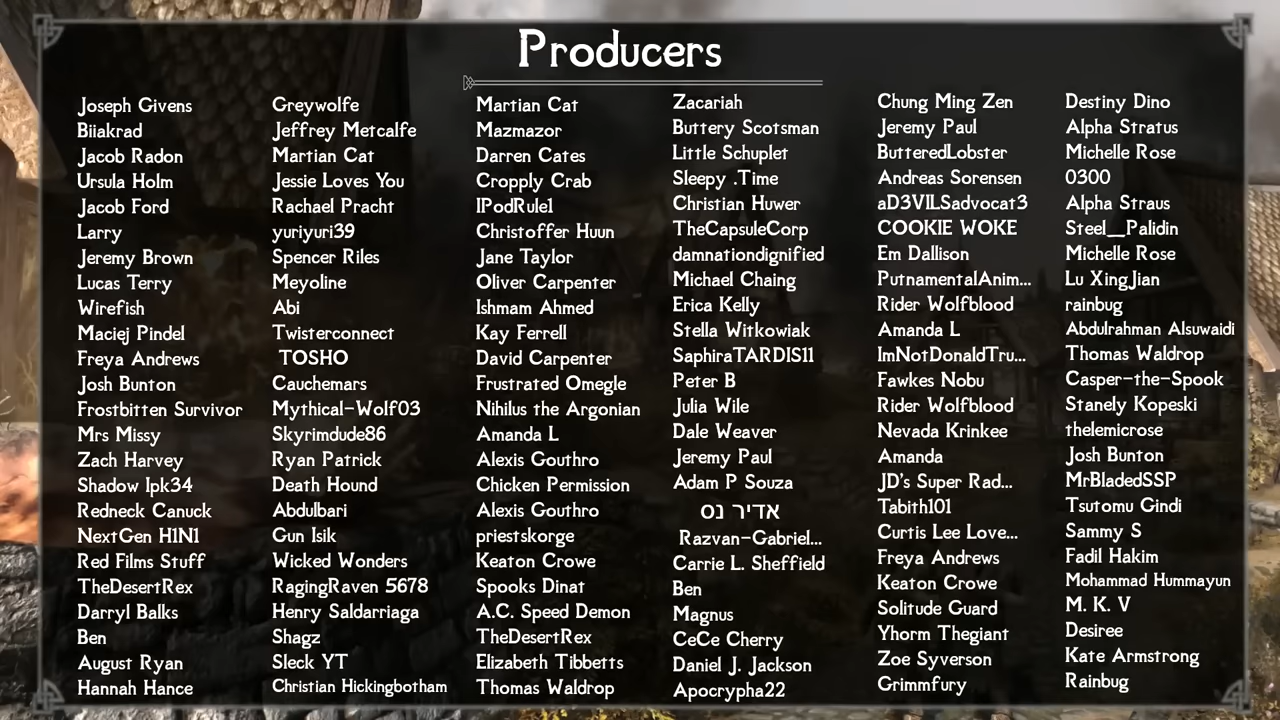 Producers
Joseph Givens
Biiakrad
Jacob Radon
Ursula Holm
Jacob Ford
Larry
Jeremy Brown
Lucas Terry
Wirefish
Maciej Pindel
Freya Andrews
Josh Bunton
Frostbitten Survivor
Mrs Missy
Zach Harvey
Shadow Ipk34
Redneck Canuck
NextGen H1N1
Red Films Stuff
TheDesertRex
Darryl Balks
Ben
August Ryan
Hannah Hance
Greywolfe
Jeffrey Metcalfe
Martian Cat
Jessie Loves You
Rachael Pracht
yuriyuri39
Spencer Riles
Meyoline
Abi
Twisterconnect
TOSHO
Cauchemars
Mythical-Wolf03
Skyrimdude86
Ryan Patrick
Death Hound
Abdulbari
Gun Isik
Wicked Wonders
RagingRaven 5678
Henry Saldarriaga
Shagz
Sleck YT
Christian Hickingbotham
Martian Cat
Mazmazor
Darren Cates
Cropply Crab
IPodRule1
Christoffer Huun
Jane Taylor
Oliver Carpenter
Ishmam Ahmed
Kay Ferrell
David Carpenter
Frustrated Omegle
Nihilus the Argonian
Amanda L
Alexis Gouthro
Chicken Permission
Alexis Gouthro
priestskorge
Keaton Crowe
Spooks Dinat
A.C. Speed Demon
TheDesertRex
Elizabeth Tibbetts
Thomas Waldrop
Zacariah
Buttery Scotsman
Little Schuplet
Sleepy .Time
Christian Huwer
TheCapsuleCorp
damnationdignified
Michael Chaing
Erica Kelly
Stella Witkowiak
SaphiraTARDIS11
Peter B
Julia Wile
Dale Weaver
Jeremy Paul
Adam P Souza
אדיר נס
Razvan-Gabriel...
Carrie L. Sheffield
Ben
Magnus
CeCe Cherry
Daniel J. Jackson
Apocrypha22
Chung Ming Zen
Jeremy Paul
ButteredLobster
Andreas Sorensen
aD3VILSadvocat3
COOKIE WOKE
Em Dallison
PutnamentalAnim...
Rider Wolfblood
Amanda L
ImNotDonaldTru...
Fawkes Nobu
Rider Wolfblood
Nevada Krinkee
Amanda
JD's Super Rad...
Tabith101
Curtis Lee Love...
Freya Andrews
Keaton Crowe
Solitude Guard
Yhorm Thegiant
Zoe Syverson
Grimmfury
Destiny Dino
Alpha Stratus
Michelle Rose
0300
Alpha Straus
Steel__Palidin
Michelle Rose
Lu XingJian
rainbug
Abdulrahman Alsuwaidi
Thomas Waldrop
Casper-the-Spook
Stanely Kopeski
thelemicrose
Josh Bunton
MrBladedSSP
Tsutomu Gindi
Sammy S
Fadil Hakim
Mohammad Hummayun
M. K. V
Desiree
Kate Armstrong
Rainbug